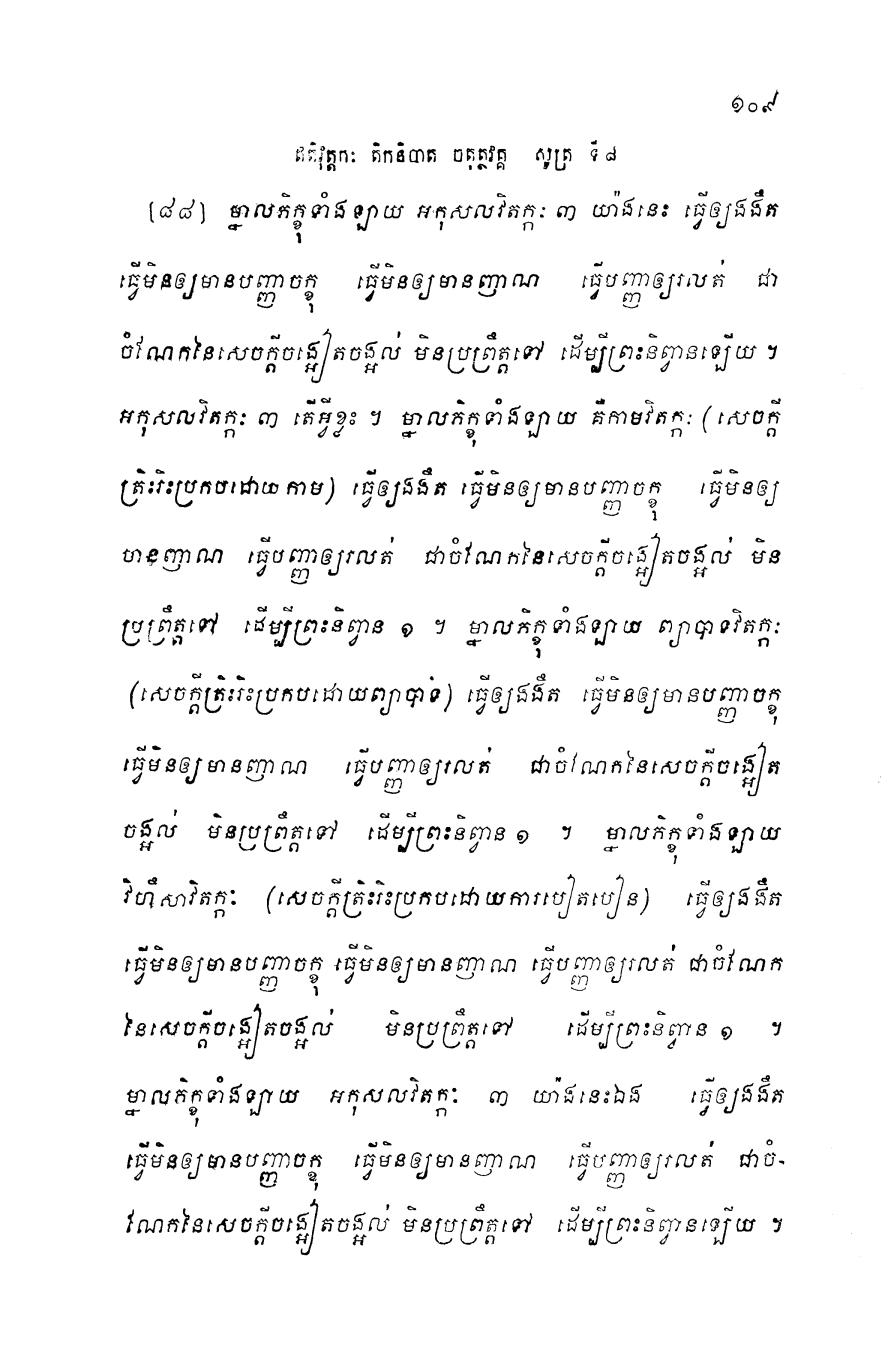 ១០៩
ឥតិវុត្តកៈ តិកនិបាត ចតុត្ថវគ្គ សូត្រ ទី៨
(៨៨) ម្នាលភិក្ខុទាំងឡាយ អកុសលវិតក្កៈ ៣ យ៉ាងនេះ ធ្វើឲ្យងងឹត
ធ្វើមិនឲ្យមានបញ្ញាចក្ខុ ធ្វើមិនឲ្យមានញាណ ធ្វើបញ្ញាឲ្យរលត់ ជា
ចំណែកនៃសេចក្តីចង្អៀតចង្អល់ មិនប្រព្រឹត្តទៅ ដើម្បីព្រះនិព្វានឡើយ ។
អកុសលវិតក្កៈ ៣ តើអ្វីខ្លះ ។ ម្នាលភិក្ខុទាំងឡាយ គឺកាមវិតក្កៈ (សេចក្តី
ត្រិះរិះប្រកបដោយកាម) ធ្វើឲ្យងងឹត ធ្វើមិនឲ្យមានបញ្ញាចក្ខុ ធ្វើមិនឲ្យ
មានញាណ ធ្វើបញ្ញាឲ្យរលត់ ជាចំណែកនៃសេចក្តីចង្អៀតចង្អល់ មិន
ប្រព្រឹត្តទៅ ដើម្បីព្រះនិព្វាន ១ ។ ម្នាលភិក្ខុទាំងឡាយ ព្យាបាទវិតក្កៈ
(សេចក្តីត្រិះរិះប្រកបដោយព្យាបាទ) ធ្វើឲ្យងងឹត ធ្វើមិនឲ្យមានបញ្ញាចក្ខុ
ធ្វើមិនឲ្យមានញាណ ធ្វើបញ្ញាឲ្យរលត់ ជាចំណែកនៃសេចក្តីចង្អៀត
ចង្អល់ មិនប្រព្រឹត្តទៅ ដើម្បីព្រះនិព្វាន ១ ។ ម្នាលភិក្ខុទាំងឡាយ
វិហឹសាវិតក្កៈ (សេចក្តីត្រិះរិះប្រកបដោយការបៀតបៀន) ធ្វើឲ្យងងឹត
ធ្វើមិនឲ្យមានបញ្ញាចក្ខុ ធ្វើមិនឲ្យមានញាណ ធ្វើបញ្ញាឲ្យរលត់ ជាចំណែក
នៃសេចក្តីចង្អៀតចង្អល់ មិនប្រព្រឹត្តទៅ ដើម្បីព្រះនិព្វាន ១ ។
ម្នាលភិក្ខុទាំងឡាយ អកុសលវិតក្កៈ ៣ យ៉ាងនេះឯង ធ្វើឲ្យងងឹត
ធ្វើមិនឲ្យមានបញ្ញាចក្ខុ ធ្វើមិនឲ្យមានញាណ ធ្វើបញ្ញាឲ្យរលត់ ជាចំ-
ណែកនៃសេចក្តីចង្អៀតចង្អល់ មិនប្រព្រឹត្តទៅ ដើម្បីព្រះនិព្វានឡើយ ។